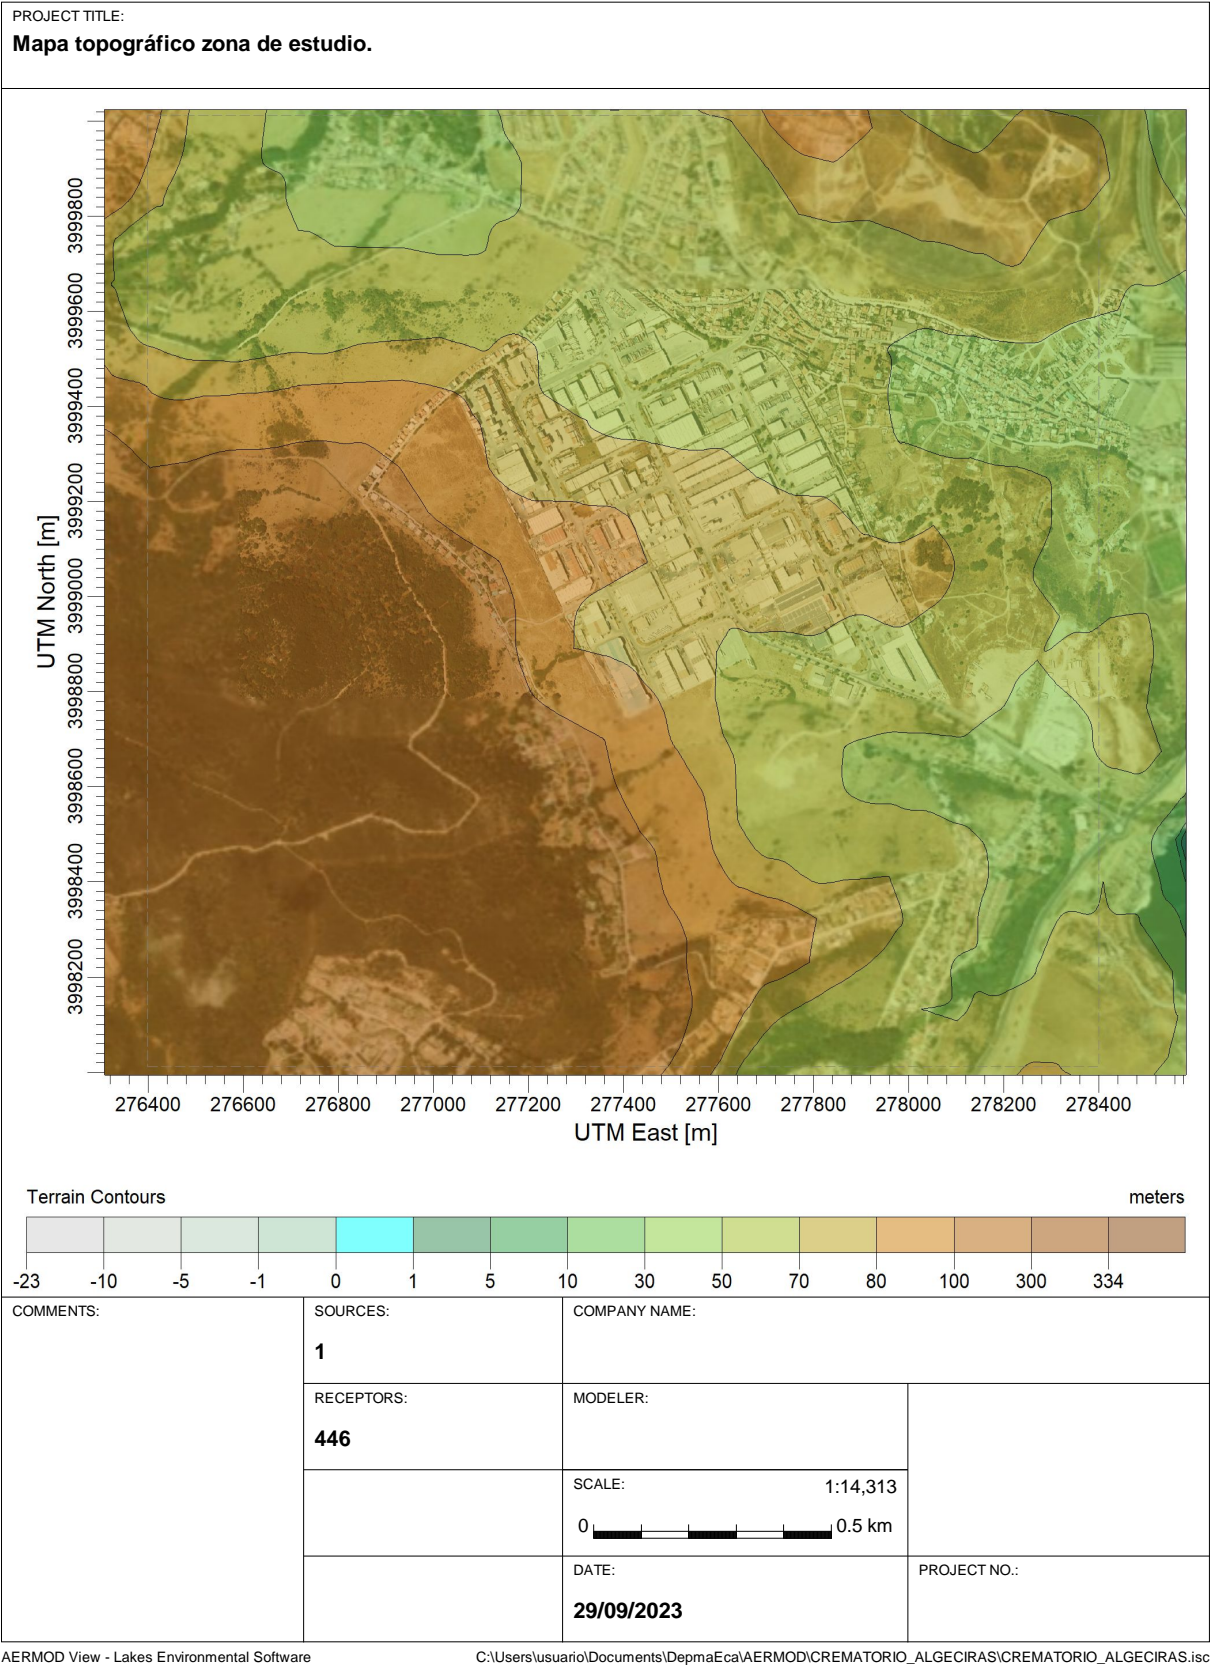 PROJECT TITLE:
Mapa topográfico zona de estudio.
UTM North [m]
3999800
3999600
3999400
3999200
3999000
3998800
3998600
3998400
3998200
276400 276600 276800 277000 277200 277400 277600 277800 278000 278200 278400
UTM East [m]
Terrain Contours meters
-23 -10 -5 -1 0 1 5 10 30 50 70 80 100 300 334
COMMENTS:
SOURCES:
1
COMPANY NAME:
RECEPTORS:
446
MODELER:
SCALE: 1:14,313
0 0.5 km
DATE:
29/09/2023
PROJECT NO.:
AERMOD View - Lakes Environmental Software C:\Users\usuario\Documents\DepmaEca\AERMOD\CREMATORIO_ALGECIRAS\CREMATORIO_ALGECIRAS.isc